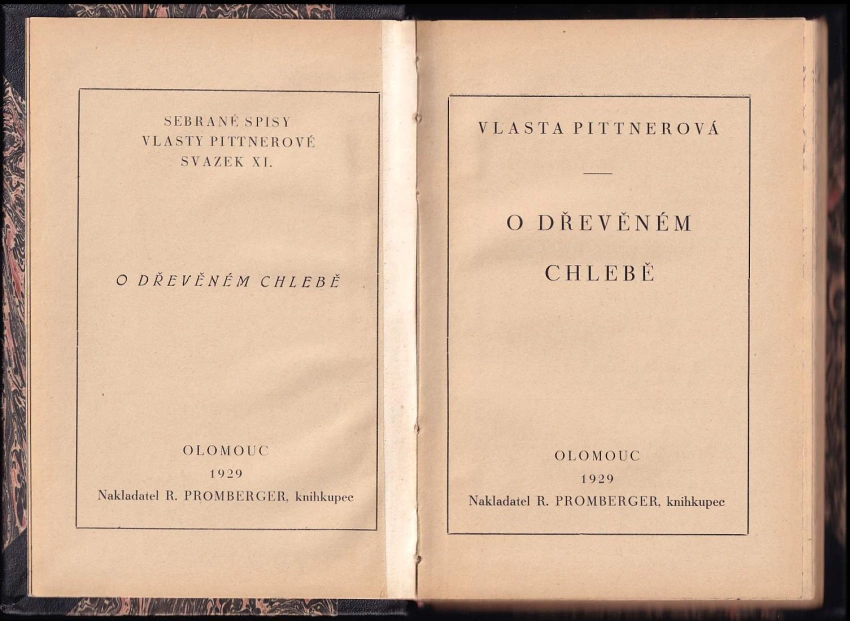 SEBRANÉ SPISY
VLASTY PITTNEROVÉ
SVAZEK XI.
O DŘEVĚNÉM CHLEBĚ
OLOMOUC
1929
Nakladatel R. PROMBERGER, knihkupec
VLASTA PITTNEROVÁ
O DŘEVĚNÉM
CHLEBĚ
OLOMOUC
1929
Nakladatel R. PROMBERGER, knihkupec